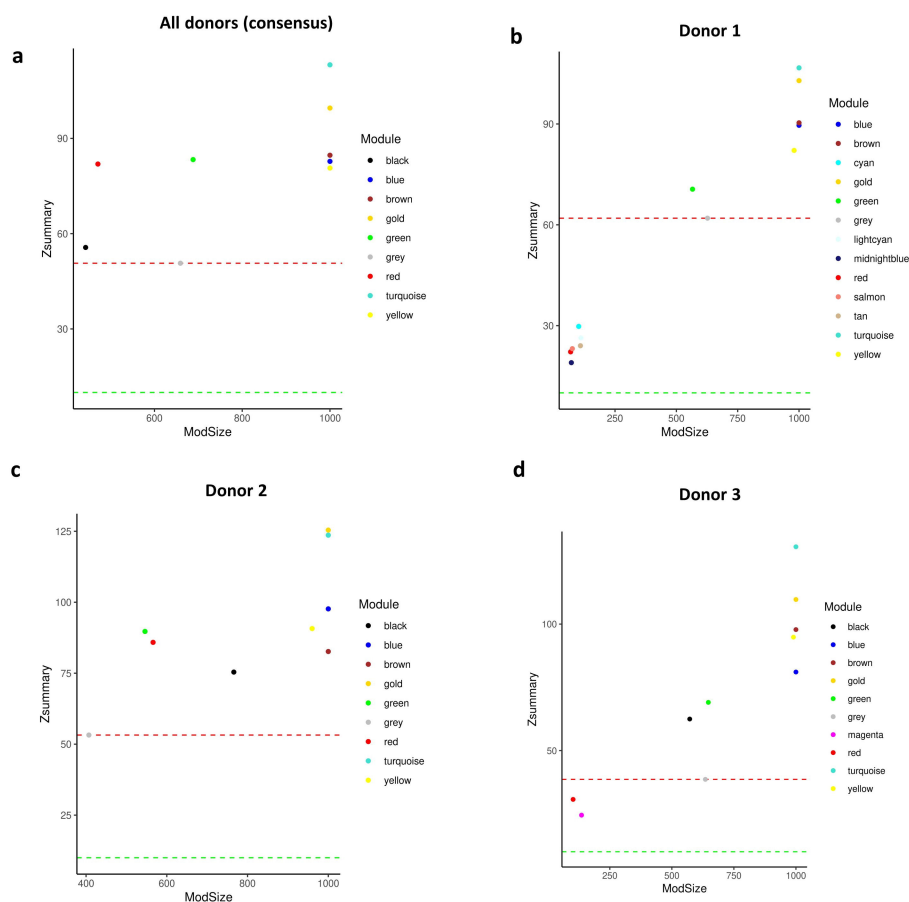 All donors (consensus)
a
90
60
30
Zsummary
600
800
1000
ModSize
Module
black
blue
brown
gold
green
grey
red
turquoise
yellow
b
Donor 1
90
60
30
Zsummary
250
500
750
1000
ModSize
Module
blue
brown
cyan
gold
green
grey
lightcyan
midnightblue
red
salmon
tan
turquoise
yellow
c
Donor 2
125
100
75
50
25
Zsummary
400
600
800
1000
ModSize
Module
black
blue
brown
gold
green
grey
red
turquoise
yellow
d
Donor 3
100
50
Zsummary
250
500
750
1000
ModSize
Module
black
blue
brown
gold
green
grey
magenta
red
turquoise
yellow